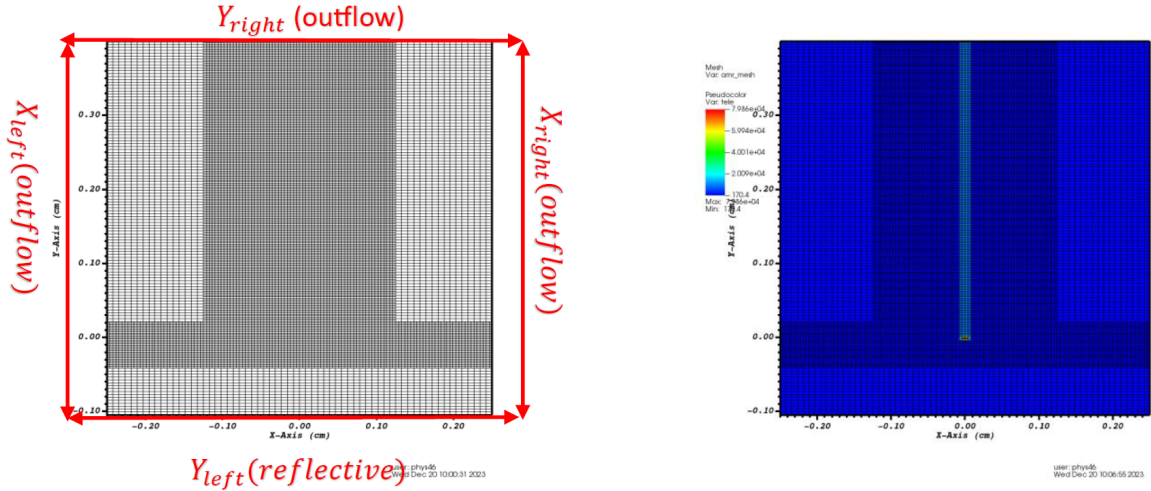 Y_right (outflow)
X_left (outflow)
X_right (outflow)
Y_left (reflective)
0.30
0.20
0.10
0.00
-0.10
Y-Axis (cm)
-0.20
-0.10
0.00
0.10
0.20
X-Axis (cm)
user: phys46
Wed Dec 20 10:00:31 2023
Mesh
Var: amr_mesh
Pseudocolor
Var: tele
7.986e+04
5.994e+04
4.001e+04
2.009e+04
170.4
Max:
Min:
0.30
0.20
0.10
0.00
-0.10
Y-Axis (cm)
-0.20
-0.10
0.00
0.10
0.20
X-Axis (cm)
user: phys46
Wed Dec 20 10:06:55 2023